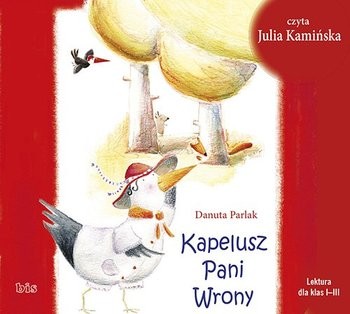 czyta
Julia Kamińska
Danuta Parlak
Kapelusz
Pani
Wrony
bis
Lektura
dla klas I–III